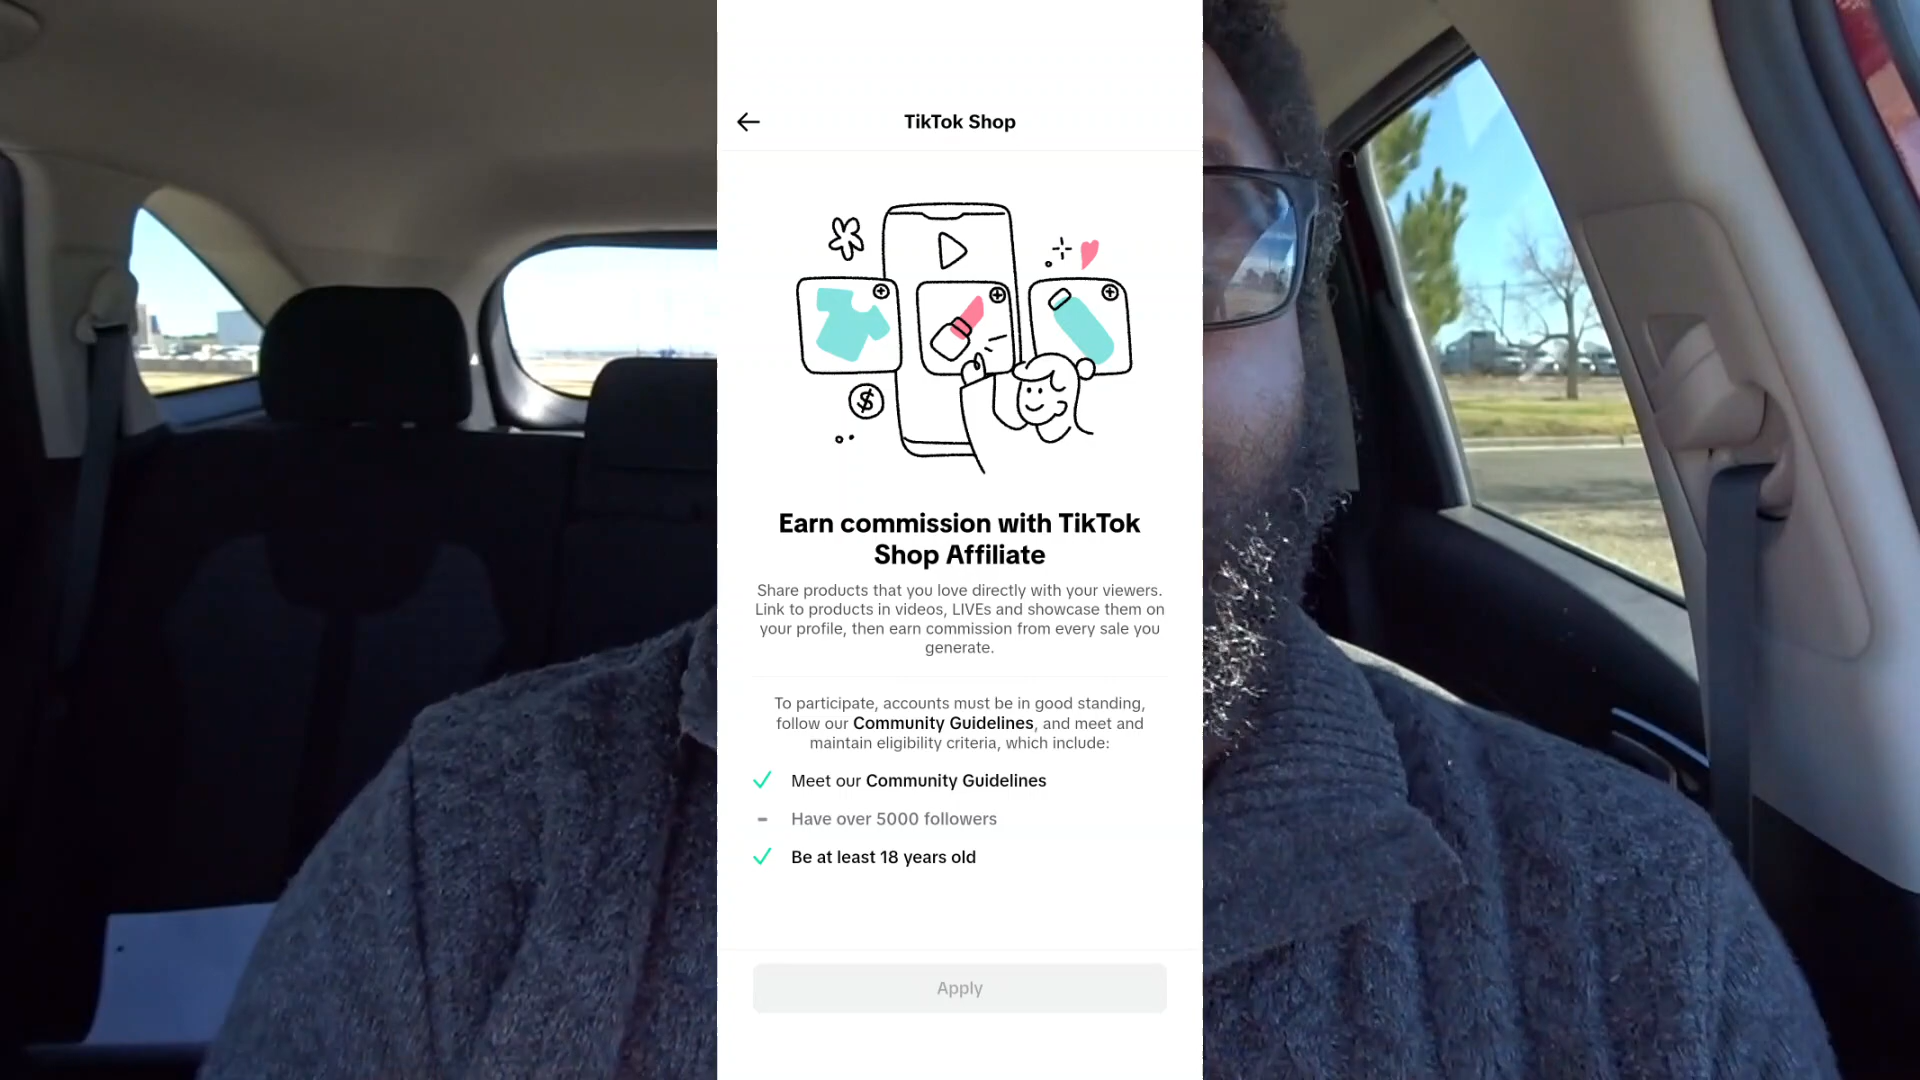 TikTok Shop
$
Earn commission with TikTok
Shop Affiliate
Share products that you love directly with your viewers.
Link to products in videos, LIVEs and showcase them on
your profile, then earn commission from every sale you
generate.
To participate, accounts must be in good standing,
follow our Community Guidelines, and meet and
maintain eligibility criteria, which include:
Meet our Community Guidelines
Have over 5000 followers
Be at least 18 years old
Apply